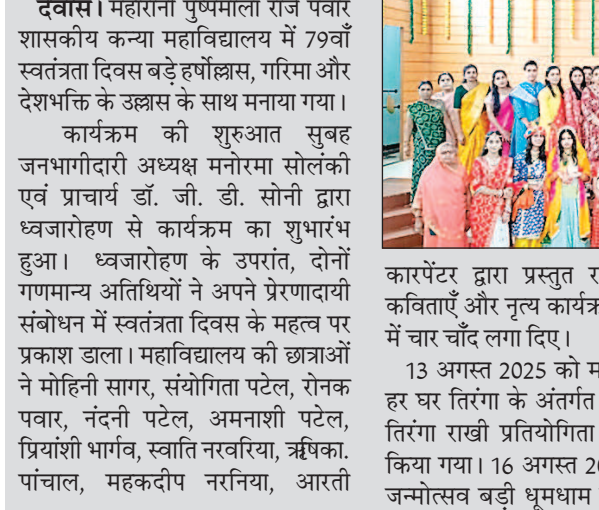 देवास। महारानी पुष्पमाला राजे पवार
शासकीय कन्या महाविद्यालय में 79वाँ
स्वतंत्रता दिवस बड़े हर्षोल्लास, गरिमा और
देशभक्ति के उल्लास के साथ मनाया गया।
कार्यक्रम की शुरुआत सुबह
जनभागीदारी अध्यक्ष मनोरमा सोलंकी
एवं प्राचार्य डॉ. जी. डी. सोनी द्वारा
ध्वजारोहण से कार्यक्रम का शुभारंभ
हुआ। ध्वजारोहण के उपरांत, दोनों
गणमान्य अतिथियों ने अपने प्रेरणादायी
संबोधन में स्वतंत्रता दिवस के महत्व पर
प्रकाश डाला। महाविद्यालय की छात्राओं
ने मोहिनी सागर, संयोगिता पटेल, रोनक
पवार, नंदनी पटेल, अमनाशी पटेल,
प्रियांशी भार्गव, स्वाति नरवरिया, ऋषिका.
पांचाल, महकदीप नरनिया, आरती
कारपेंटर द्वारा प्रस्तुत
कविताएँ और नृत्य
में चार चाँद लगा दिए।
13 अगस्त 2025 को
हर घर तिरंगा के अंतर्गत
तिरंगा राखी प्रतियोगिता
किया गया। 16 अगस्त
जन्मोत्सव बड़ी धूमधाम